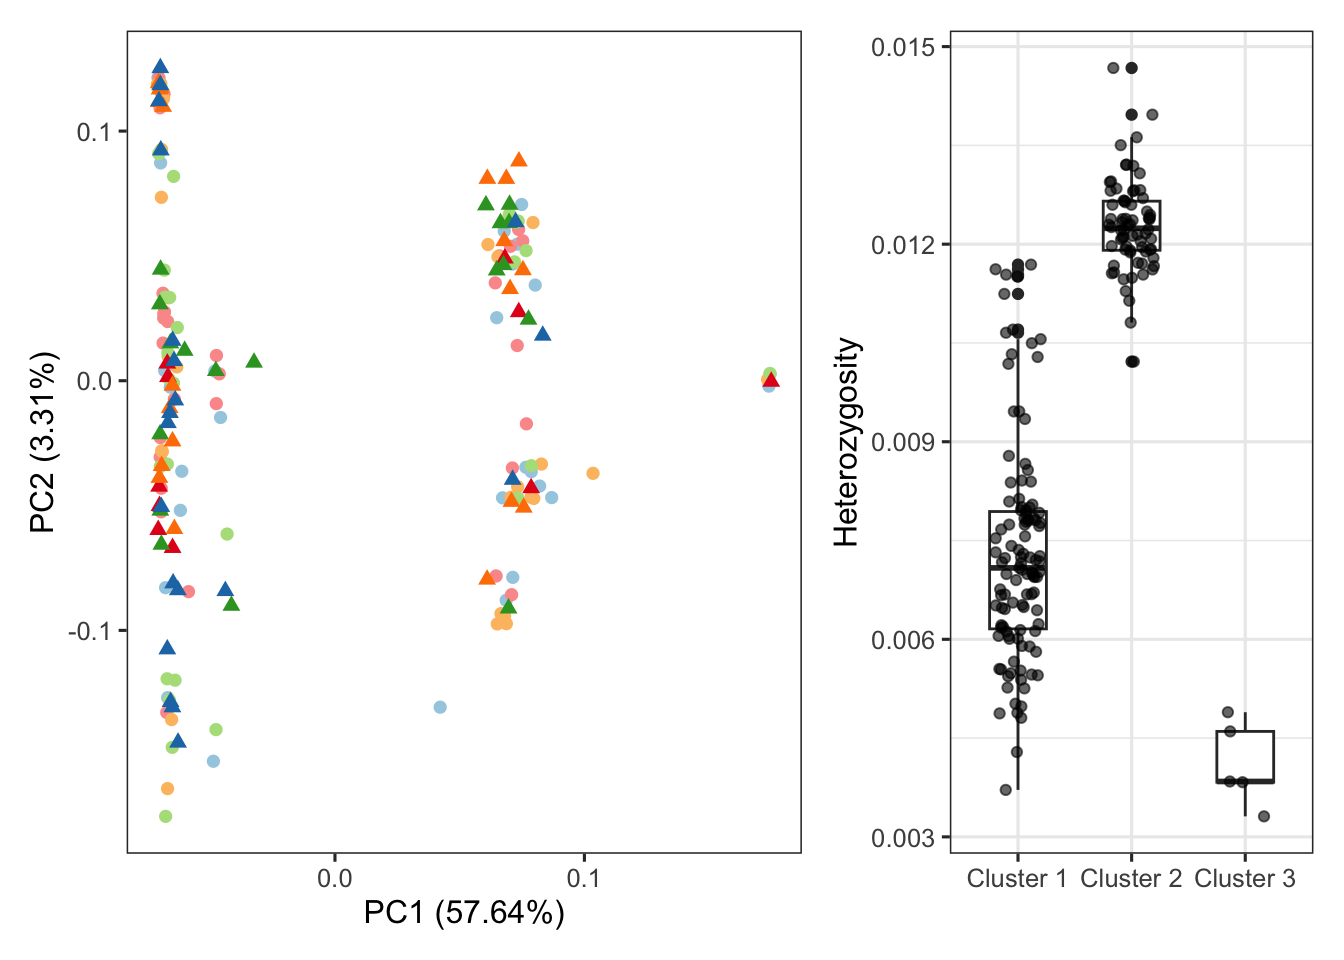 0.1
0.0
-0.1
PC2 (3.31%)
0.0 0.1
PC1 (57.64%)
0.015
0.012
0.009
0.006
0.003
Heterozygosity
Cluster 1 Cluster 2 Cluster 3